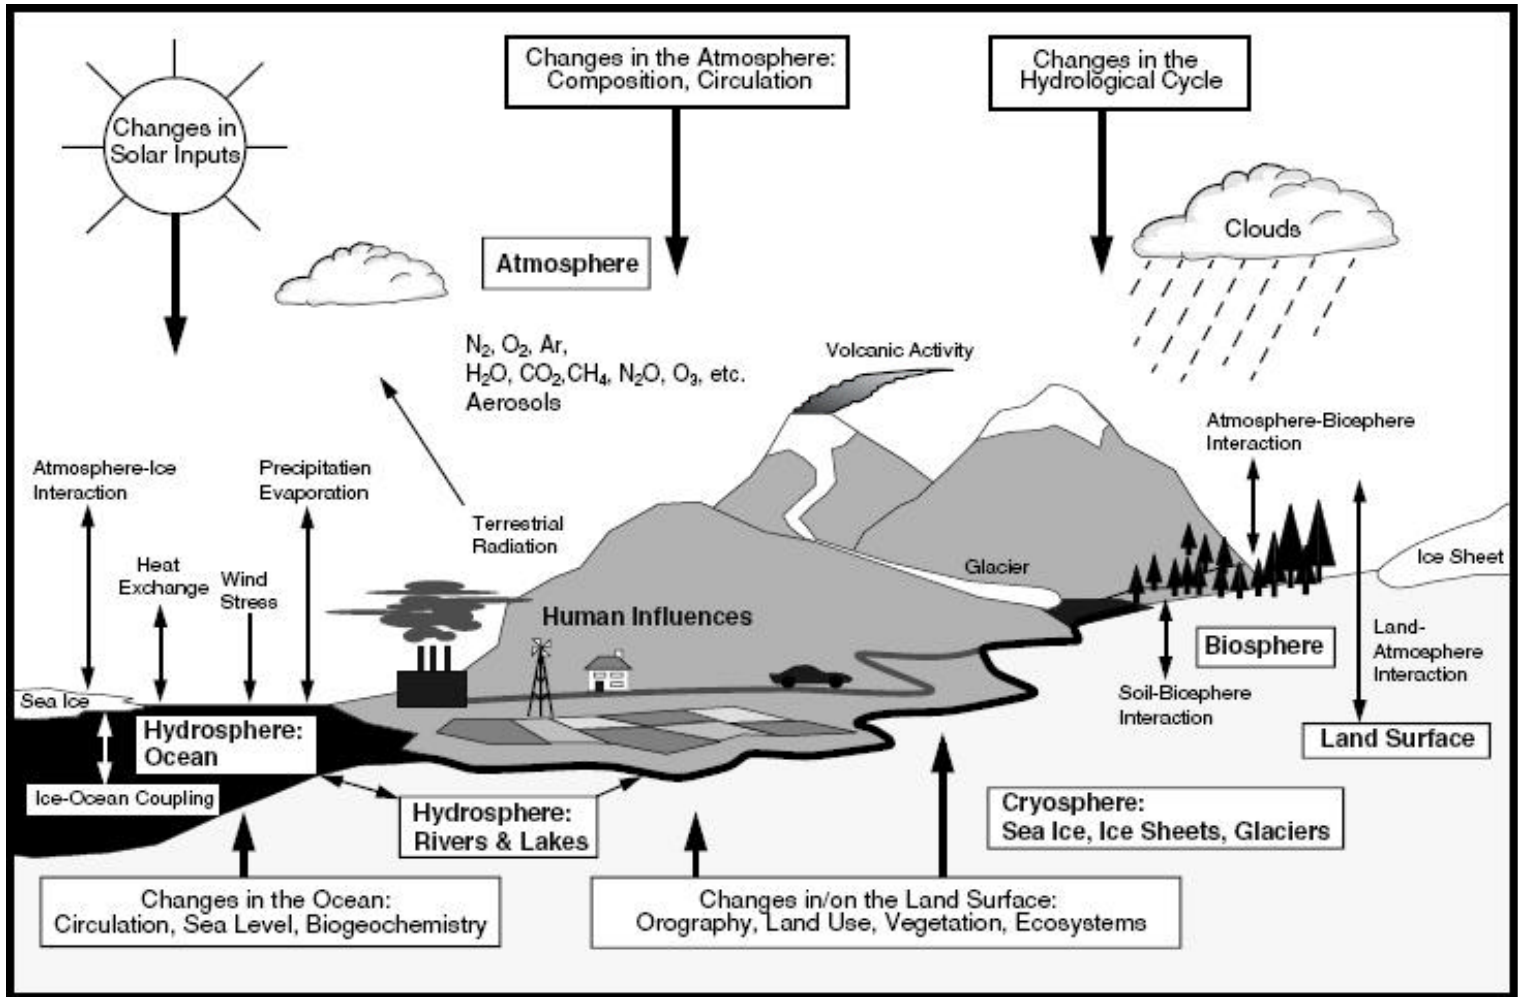 Changes in
Solar Inputs
Changes in the Atmosphere:
Composition, Circulation
Changes in the
Hydrological Cycle
Clouds
Atmosphere
N₂, O₂, Ar,
H₂O, CO₂,CH₄, N₂O, O₃, etc.
Aerosols
Volcanic Activity
Atmosphere-Ice
Interaction
Precipitation
Evaporation
Terrestrial
Radiation
Heat
Exchange
Wind
Stress
Atmosphere-Biosphere
Interaction
Glacier
Ice Sheet
Human Influences
Land-
Atmosphere
Interaction
Biosphere
Soil-Biosphere
Interaction
Land Surface
Sea Ice
Hydrosphere:
Ocean
Ice-Ocean Coupling
Hydrosphere:
Rivers & Lakes
Cryosphere:
Sea Ice, Ice Sheets, Glaciers
Changes in the Ocean:
Circulation, Sea Level, Biogeochemistry
Changes in/on the Land Surface:
Orography, Land Use, Vegetation, Ecosystems